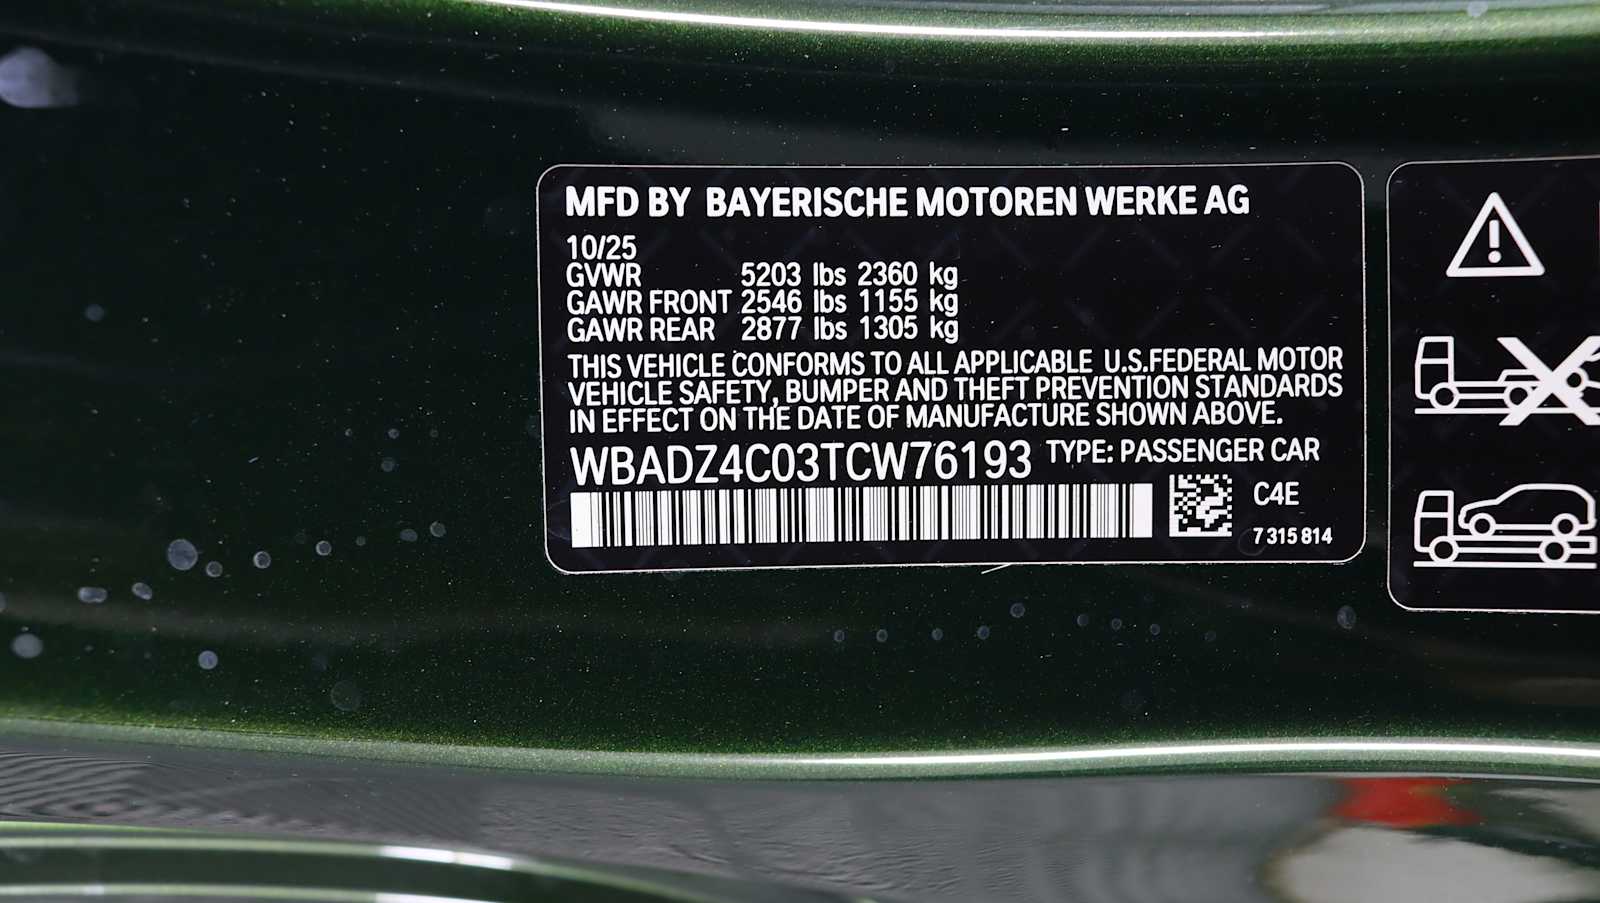 MFD BY BAYERISCHE MOTOREN WERKE AG
10/25
GVWR 5203 lbs 2360 kg
GAWR FRONT 2546 lbs 1155 kg
GAWR REAR 2877 lbs 1305 kg
THIS VEHICLE CONFORMS TO ALL APPLICABLE U.S.FEDERAL MOTOR
VEHICLE SAFETY, BUMPER AND THEFT PREVENTION STANDARDS
IN EFFECT ON THE DATE OF MANUFACTURE SHOWN ABOVE.
WBADZ4C03TCW76193 TYPE: PASSENGER CAR
C4E
7 315 814